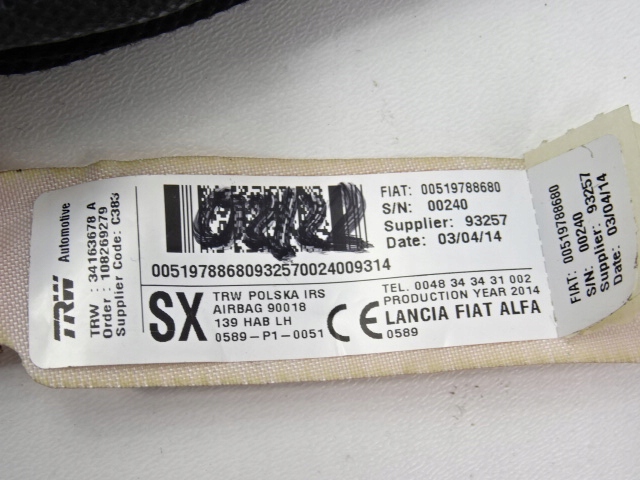 TRW Automotive
TRW : 34163678 A
Order : 108269279
Supplier Code: C383
FIAT: 00519788680
S/N: 00240
Supplier: 93257
Date: 03/04/14
00519788680932570024009314
SX
TRW POLSKA IRS
AIRBAG 90018
139 HAB LH
0589-P1-0051
CE
TEL. 0048 34 34 31 002
PRODUCTION YEAR 2014
LANCIA FIAT ALFA
0589
FIAT: 00519788680
S/N: 00240
Supplier: 93257
Date: 03/04/14